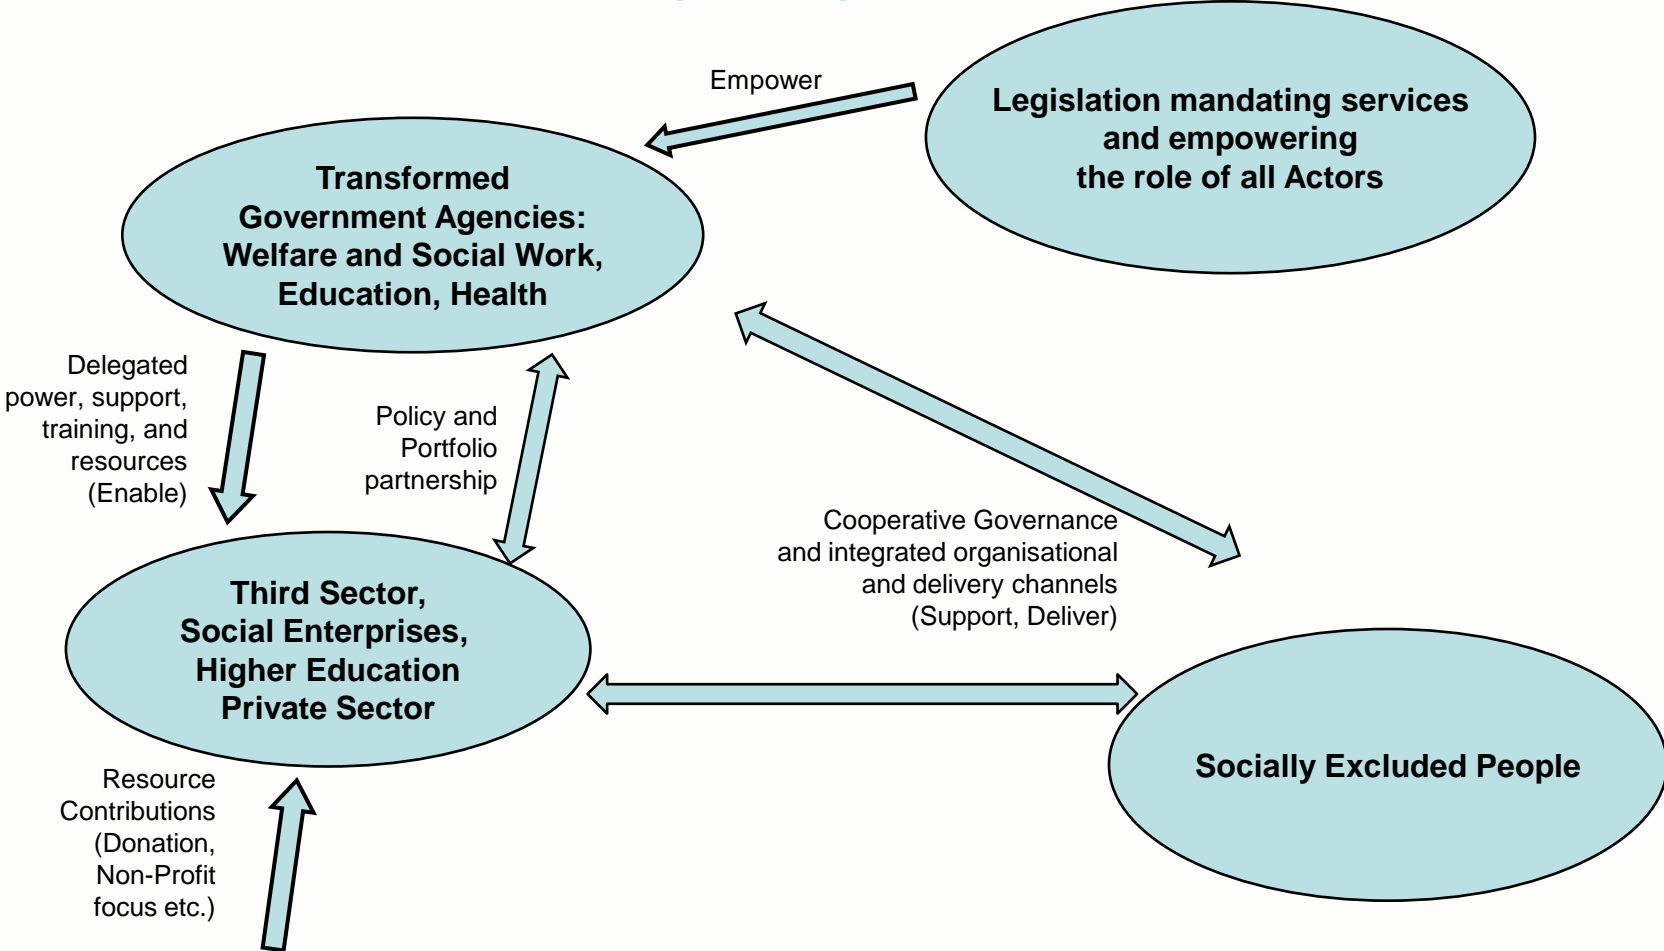 Empower
Legislation mandating services
and empowering
the role of all Actors
Transformed
Government Agencies:
Welfare and Social Work,
Education, Health
Delegated
power, support,
training, and
resources
(Enable)
Policy and
Portfolio
partnership
Cooperative Governance
and integrated organisational
and delivery channels
(Support, Deliver)
Third Sector,
Social Enterprises,
Higher Education
Private Sector
Socially Excluded People
Resource
Contributions
(Donation,
Non-Profit
focus etc.)